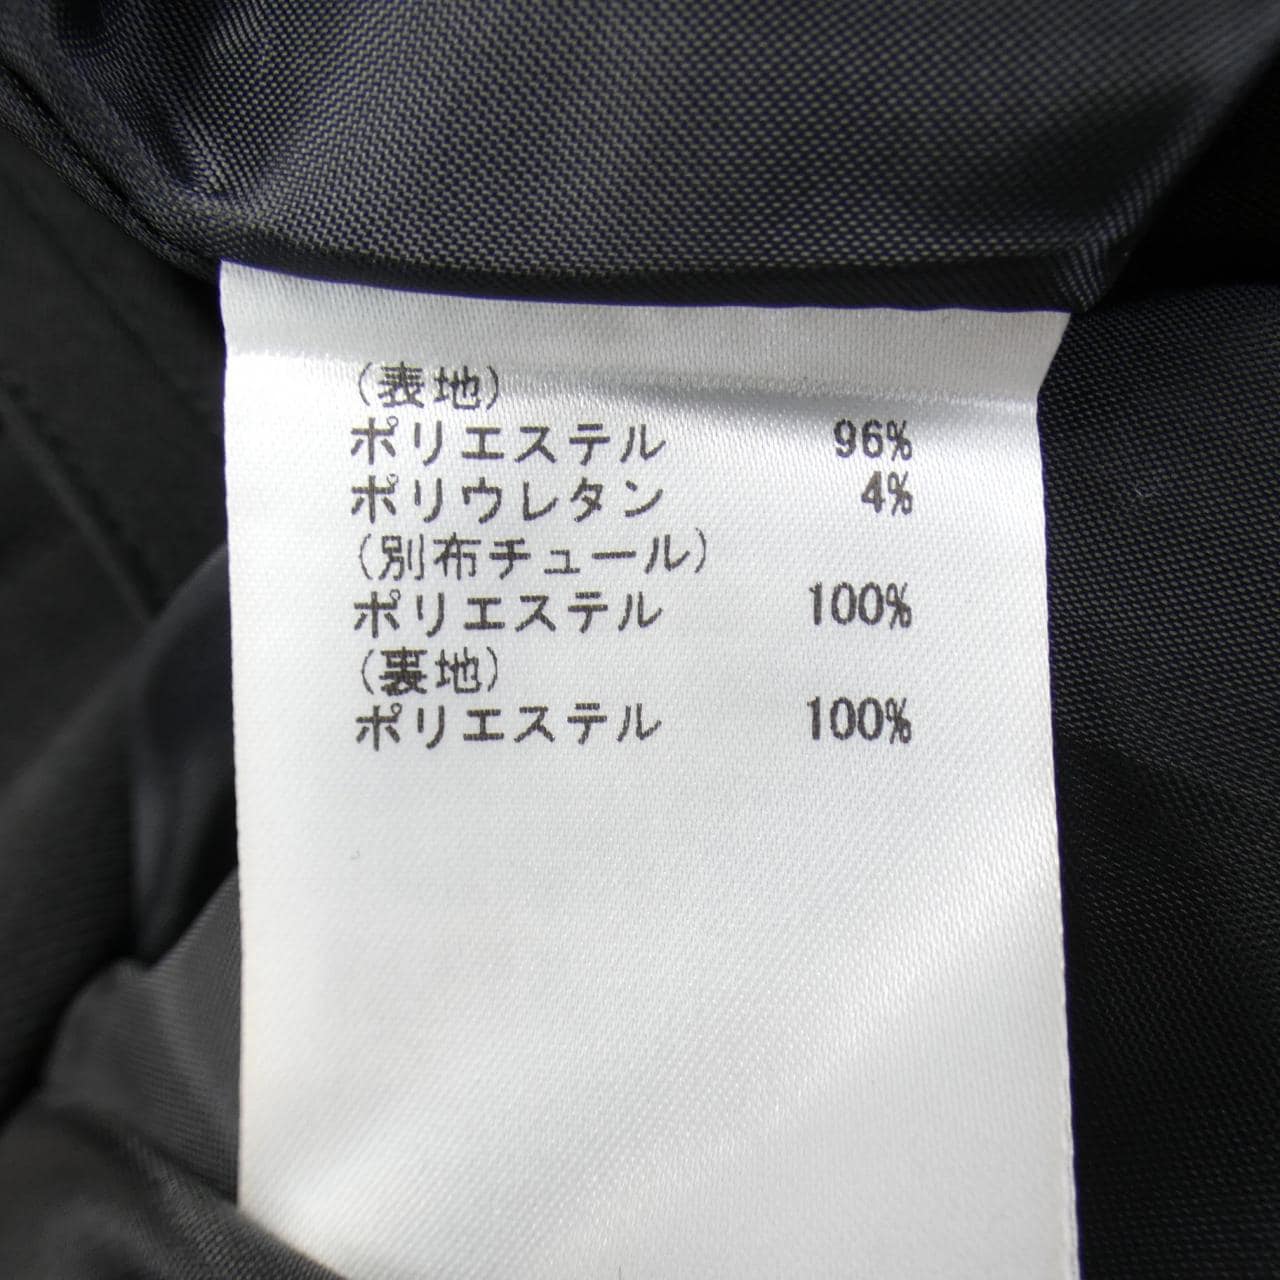 (表地)
ポリエステル 96%
ポリウレタン 4%
(別布チュール)
ポリエステル 100%
(裏地)
ポリエステル 100%